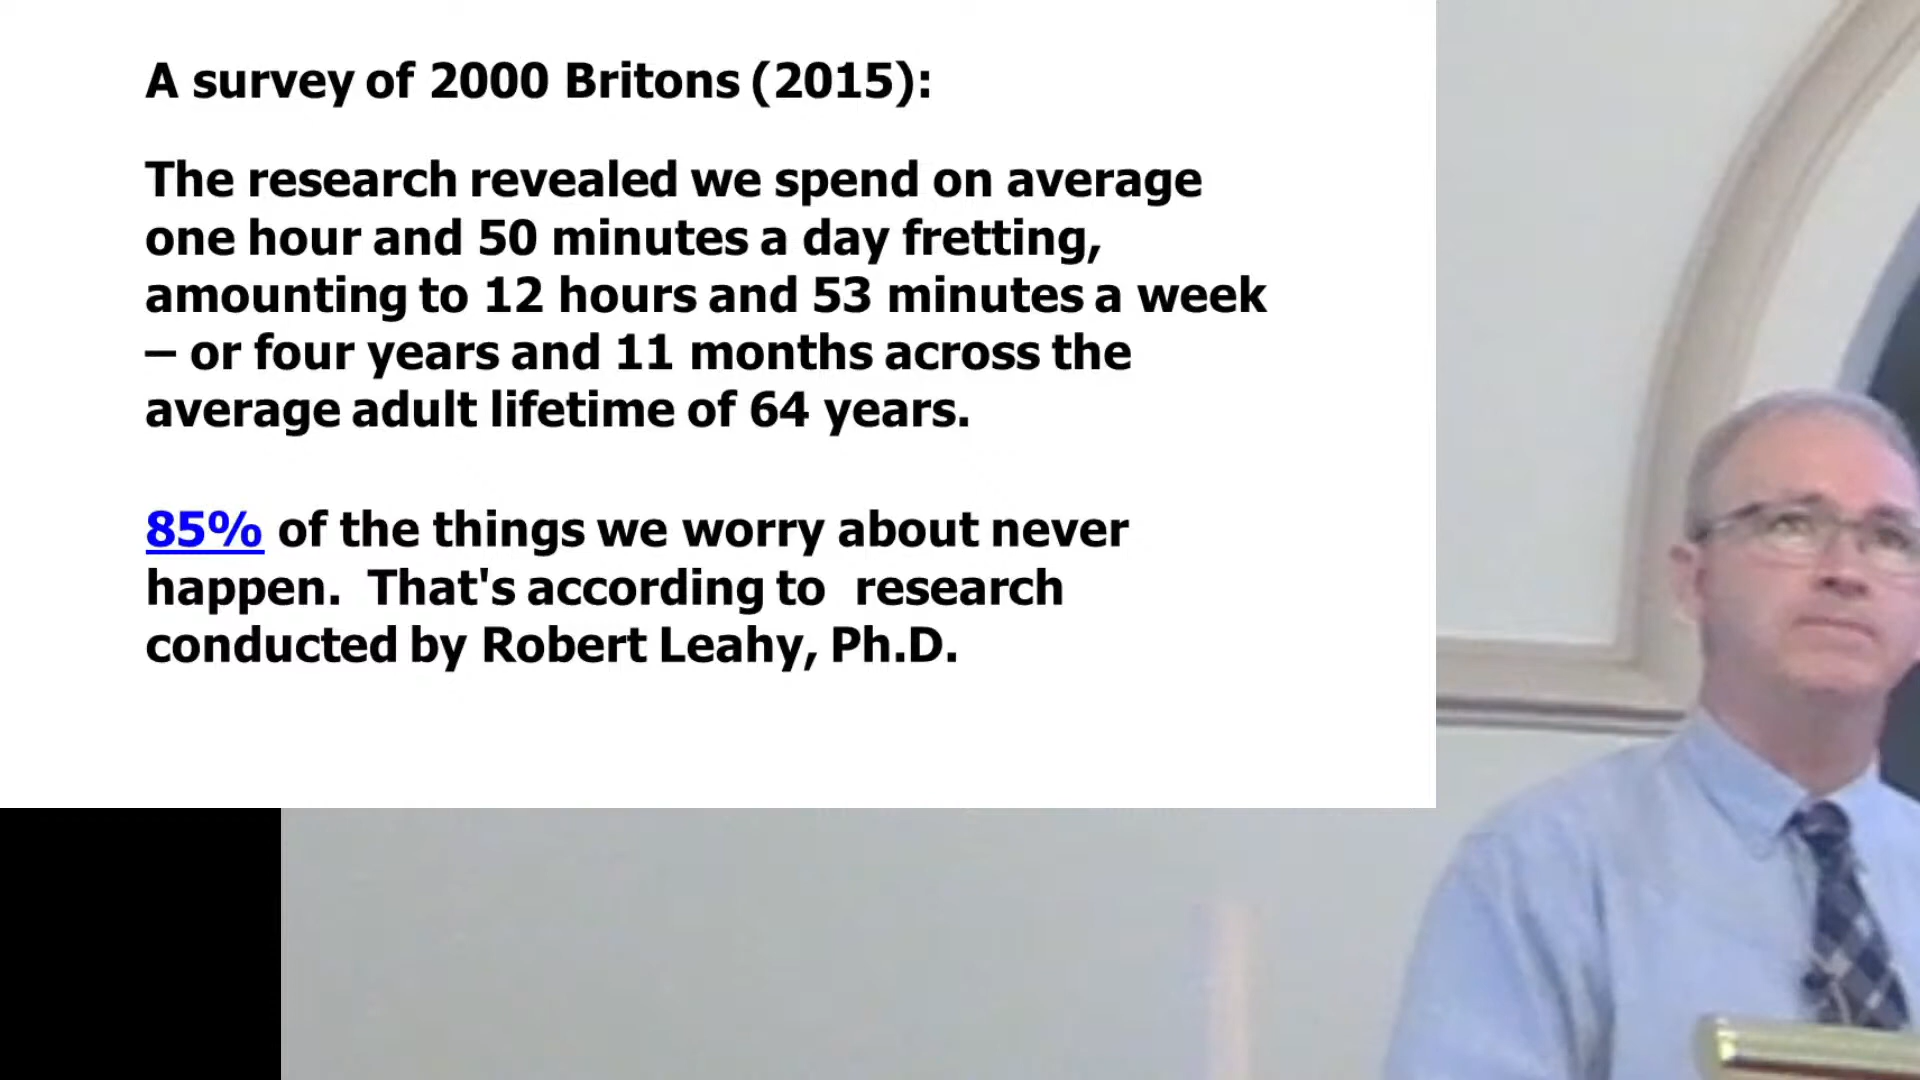 A survey of 2000 Britons (2015):
The research revealed we spend on average
one hour and 50 minutes a day fretting,
amounting to 12 hours and 53 minutes a week
– or four years and 11 months across the
average adult lifetime of 64 years.
85% of the things we worry about never
happen.  That's according to  research
conducted by Robert Leahy, Ph.D.